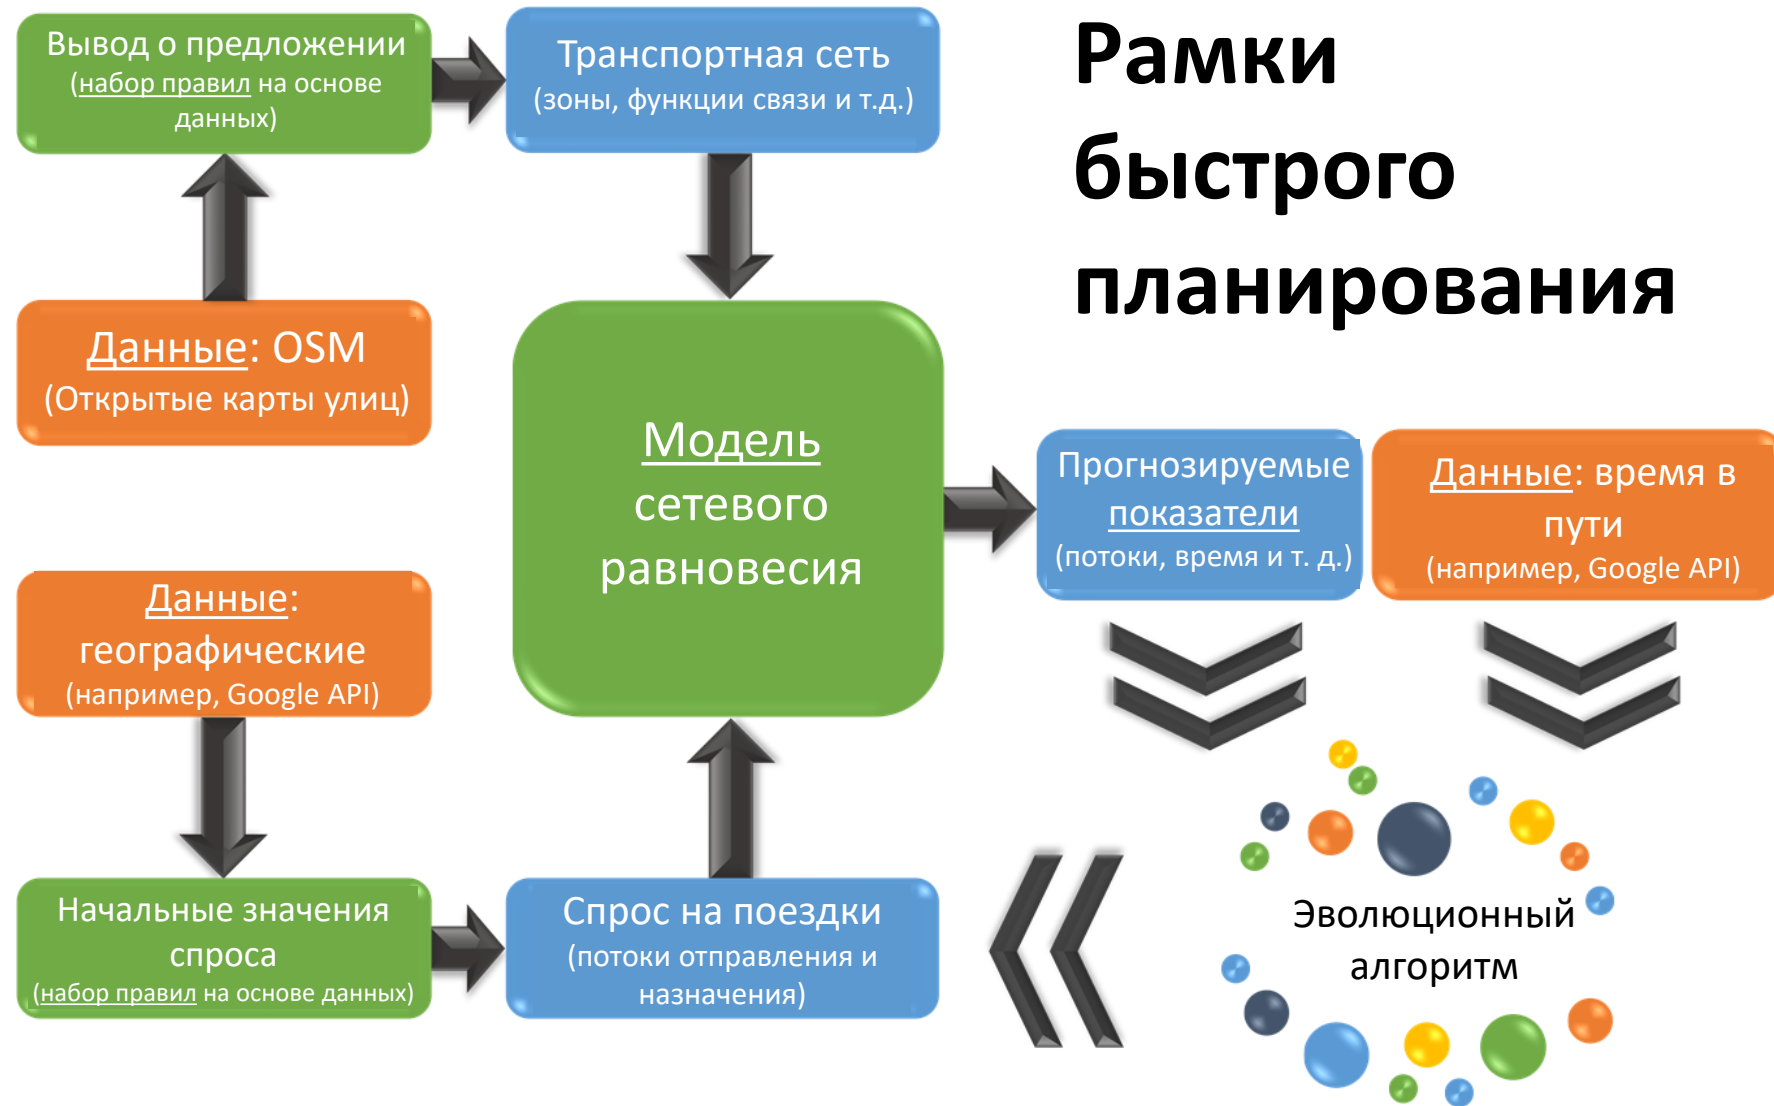 Рамки
быстрого
планирования
Вывод о предложении
(набор правил на основе
данных)
Транспортная сеть
(зоны, функции связи и т.д.)
Данные: OSM
(Открытые карты улиц)
Модель
сетевого
равновесия
Прогнозируемые
показатели
(потоки, время и т. д.)
Данные: время в
пути
(например, Google API)
Данные:
географические
(например, Google API)
Начальные значения
спроса
(набор правил на основе данных)
Спрос на поездки
(потоки отправления и
назначения)
Эволюционный
алгоритм